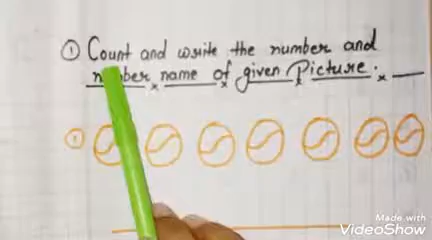 ① Count and write the number and
number name of given Picture.
①
Made with
VideoShow